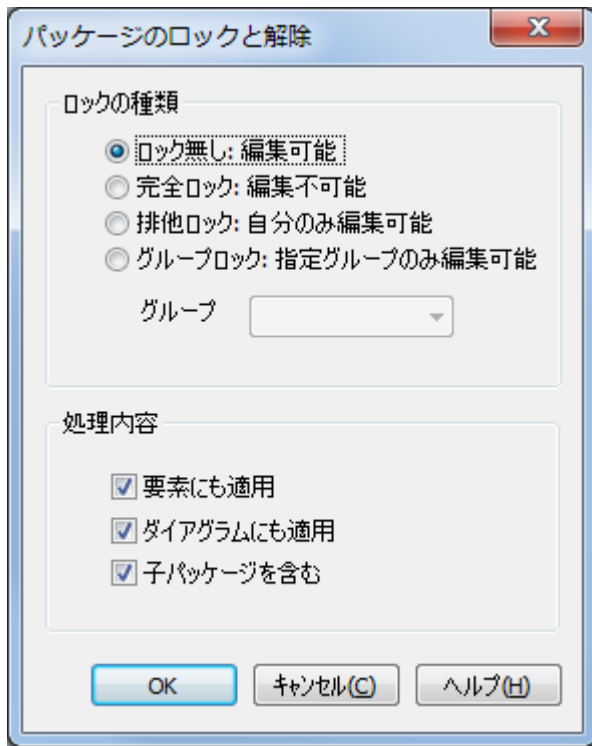 パッケージのロックと解除
ロックの種類
ロック無し: 編集可能
完全ロック: 編集不可能
排他ロック: 自分のみ編集可能
グループロック: 指定グループのみ編集可能
グループ
処理内容
要素にも適用
ダイアグラムにも適用
子パッケージを含む
OK キャンセル(C) ヘルプ(H)